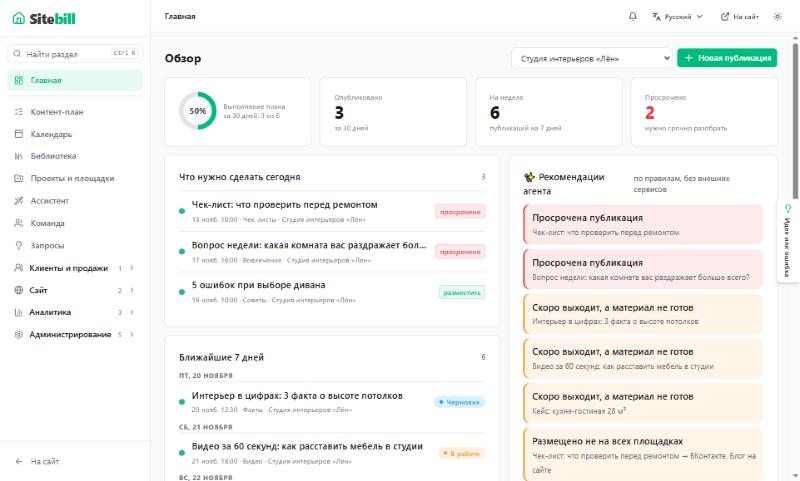 Sitebill
Главная
Русский
На сайт
Найти раздел
Ctrl K
Главная
Контент-план
Календарь
Библиотека
Проекты и площадки
Ассистент
Команда
Запросы
Клиенты и продажи 1
Сайт 2
Аналитика 3
Администрирование 5
На сайт
Обзор
Студия интерьеров «Лён»
+ Новая публикация
50%
Выполнение плана
за 30 дней: 3 из 6
Опубликовано
3
за 30 дней
На неделе
6
публикаций на 7 дней
Просрочено
2
нужно срочно разобрать
Что нужно сделать сегодня 3
Чек-лист: что проверить перед ремонтом
13 нояб. 10:00 · Чек-листы · Студия интерьеров «Лён»
просрочено
Вопрос недели: какая комната вас раздражает бол...
17 нояб. 18:00 · Вовлечение · Студия интерьеров «Лён»
просрочено
5 ошибок при выборе дивана
19 нояб. 10:00 · Советы · Студия интерьеров «Лён»
разместить
Ближайшие 7 дней 6
ПТ, 20 НОЯБРЯ
Интерьер в цифрах: 3 факта о высоте потолков
20 нояб. 12:30 · Факты · Студия интерьеров «Лён»
Черновик
СБ, 21 НОЯБРЯ
Видео за 60 секунд: как расставить мебель в студии
21 нояб. 18:00 · Видео · Студия интерьеров «Лён»
В работе
ВС, 22 НОЯБРЯ
Рекомендации
агента
по правилам, без внешних
сервисов
Просрочена публикация
Чек-лист: что проверить перед ремонтом
Просрочена публикация
Вопрос недели: какая комната вас раздражает больше всего?
Скоро выходит, а материал не готов
Интерьер в цифрах: 3 факта о высоте потолков
Скоро выходит, а материал не готов
Видео за 60 секунд: как расставить мебель в студии
Скоро выходит, а материал не готов
Кейс: кухня-гостиная 28 м²
Размещено не на всех площадках
Чек-лист: что проверить перед ремонтом → ВКонтакте, Блог на
сайте
Идея или ошибка